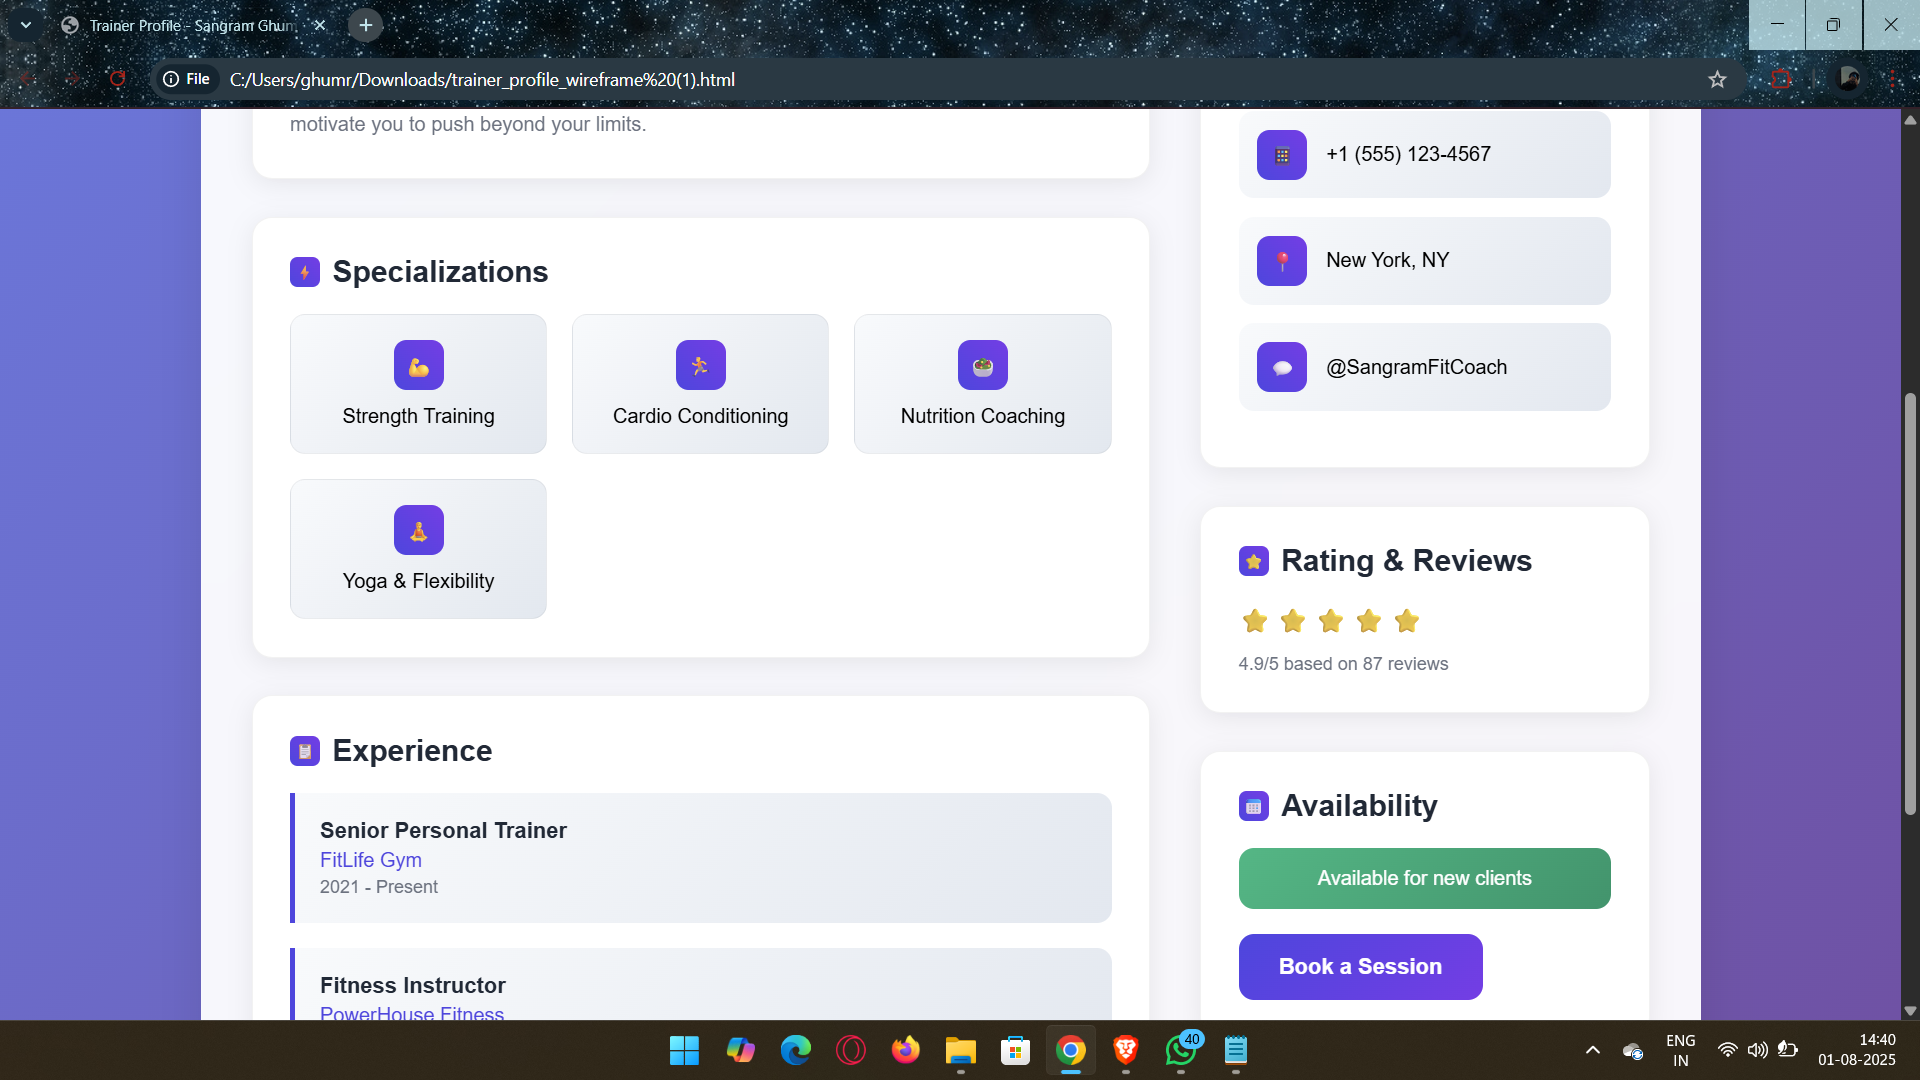 Trainer Profile - Sangram Ghum
File
C:/Users/ghumr/Downloads/trainer_profile_wireframe%20(1).html
motivate you to push beyond your limits.
Specializations
Strength Training
Cardio Conditioning
Nutrition Coaching
Yoga & Flexibility
Experience
Senior Personal Trainer
FitLife Gym
2021 - Present
Fitness Instructor
PowerHouse Fitness
+1 (555) 123-4567
New York, NY
@SangramFitCoach
Rating & Reviews
4.9/5 based on 87 reviews
Availability
Available for new clients
Book a Session
40
ENG
IN
14:40
01-08-2025